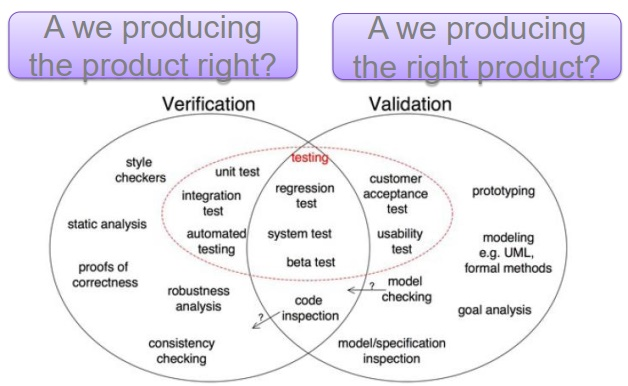 A we producing
the product right?
A we producing
the right product?
Verification
Validation
testing
style
checkers
unit test
regression
test
customer
acceptance
test
prototyping
integration
test
static analysis
automated
testing
system test
usability
test
modeling
e.g. UML,
formal methods
beta test
proofs of
correctness
robustness
analysis
code
inspection
?
?
model
checking
goal analysis
consistency
checking
model/specification
inspection